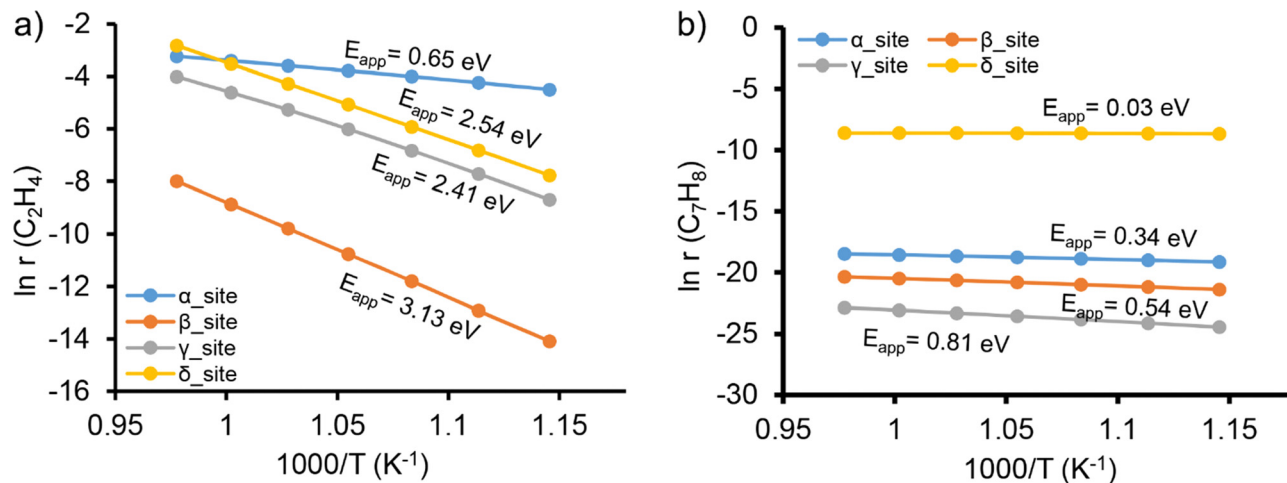 a)
-2
-4
-6
-8
-10
-12
-14
-16
ln r (C₂H₄)
E_app = 0.65 eV
E_app = 2.54 eV
E_app = 2.41 eV
E_app = 3.13 eV
α_site
β_site
γ_site
δ_site
0.95 1 1.05 1.1 1.15
1000/T (K⁻¹)
b)
0
-5
-10
-15
-20
-25
-30
ln r (C₇H₈)
α_site β_site
γ_site δ_site
E_app = 0.03 eV
E_app = 0.34 eV
E_app = 0.54 eV
E_app = 0.81 eV
0.95 1 1.05 1.1 1.15
1000/T (K⁻¹)